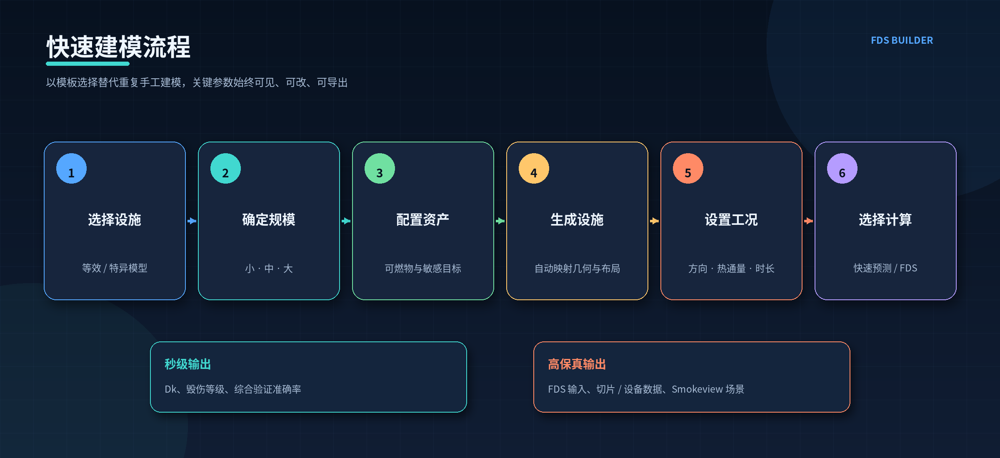 快速建模流程
FDS BUILDER
以模板选择替代重复手工建模，关键参数始终可见、可改、可导出
1
选择设施
等效 / 特异模型
2
确定规模
小 · 中 · 大
3
配置资产
可燃物与敏感目标
4
生成设施
自动映射几何与布局
5
设置工况
方向 · 热通量 · 时长
6
选择计算
快速预测 / FDS
秒级输出
Dk、毁伤等级、综合验证准确率
高保真输出
FDS 输入、切片 / 设备数据、Smokeview 场景